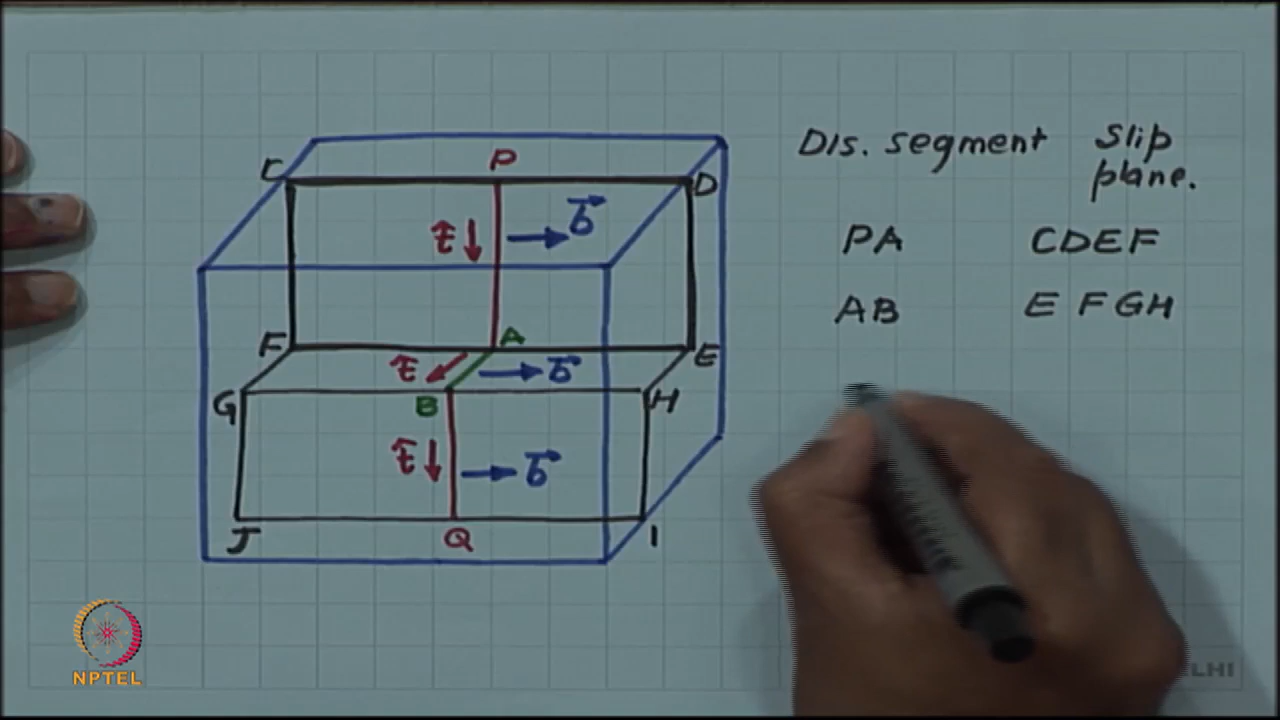 Dis. segment Slip
plane.
PA CDEF
AB EFGH
C P D
t̂ b⃗
F A E
t̂ b⃗
G B H
t̂ b⃗
J Q I
NPTEL